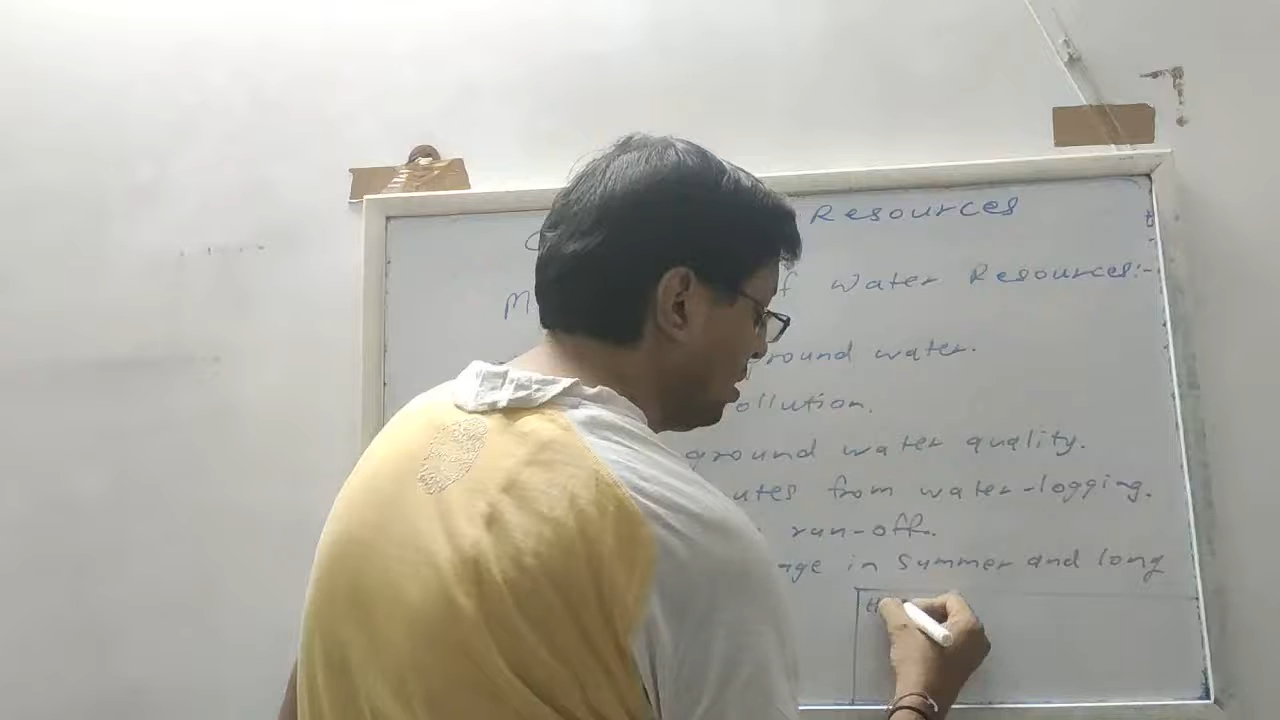 Resources
Water Resources:-
round water.
ollution.
ground water quality.
utes from water-logging.
run-off.
age in Summer and long
H